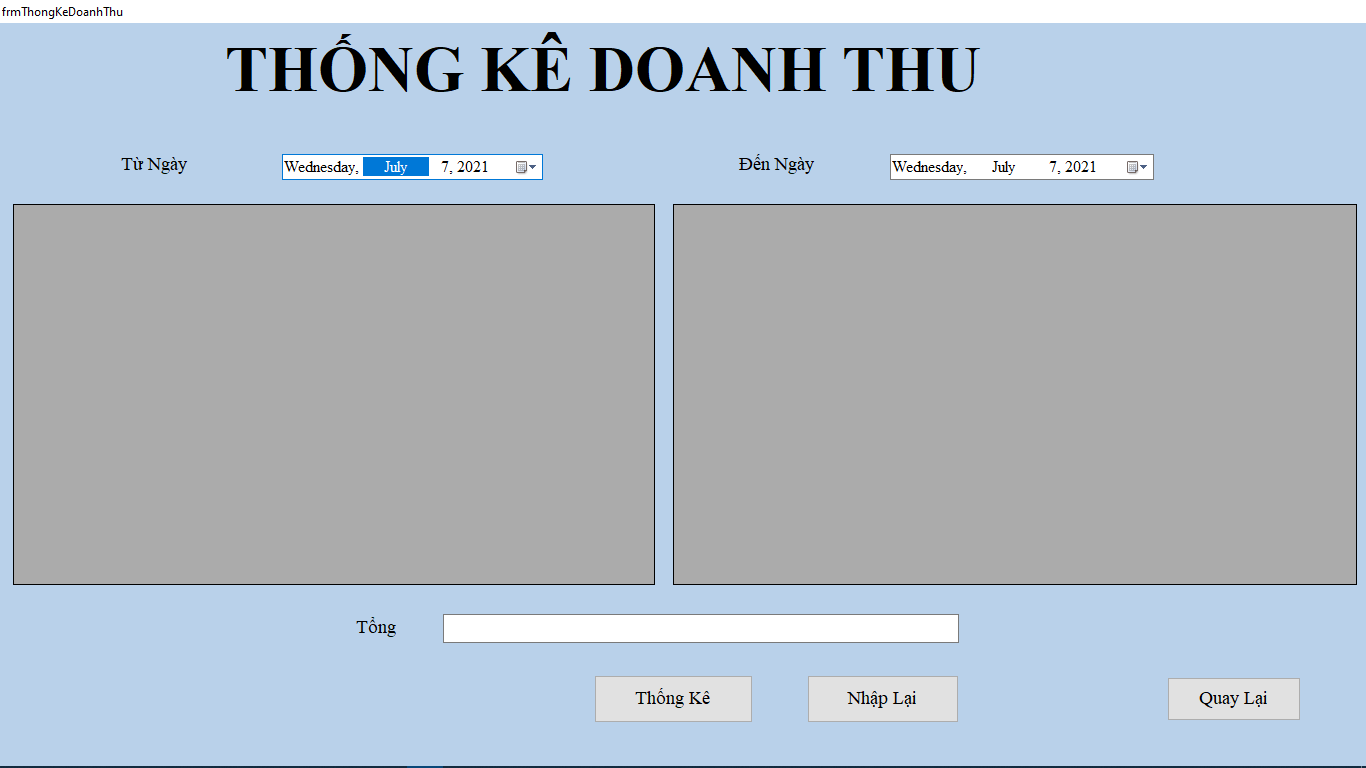 frmThongKeDoanhThu
THỐNG KÊ DOANH THU
Từ Ngày
Wednesday, July 7, 2021
Đến Ngày
Wednesday, July 7, 2021
Tổng
Thống Kê
Nhập Lại
Quay Lại